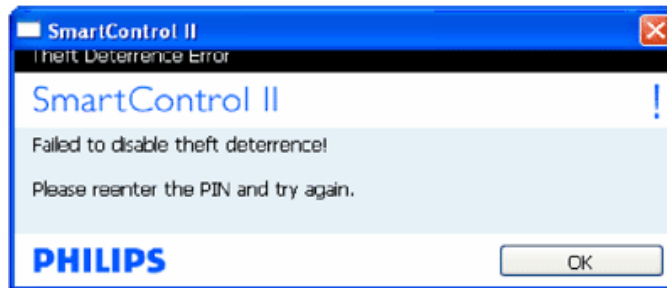 SmartControl II
Theft Deterrence Error
SmartControl II
!
Failed to disable theft deterrence!
Please reenter the PIN and try again.
PHILIPS
OK